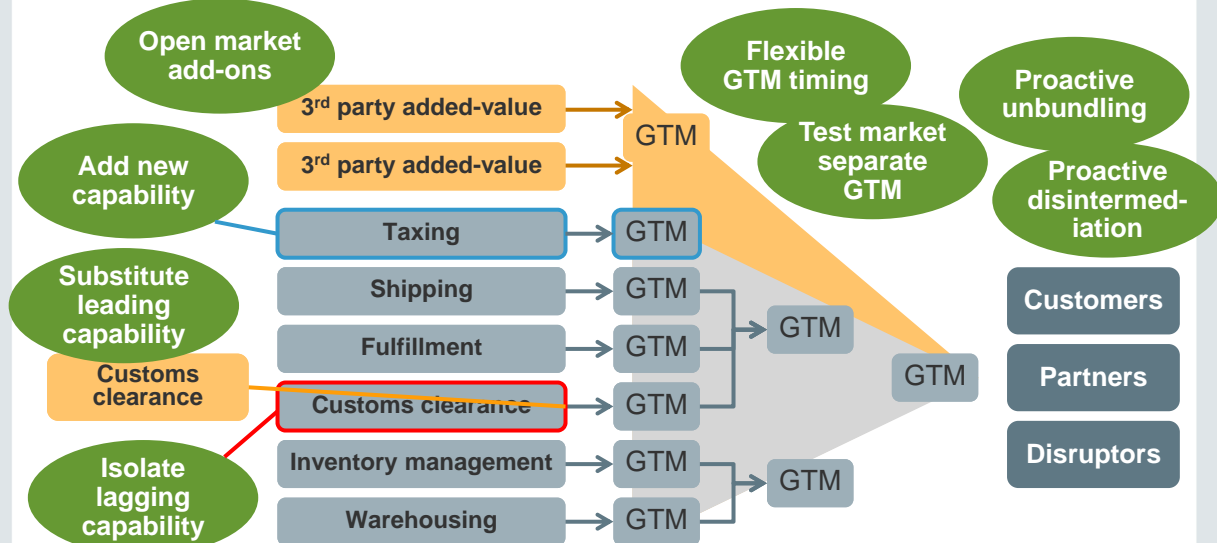 Open market
add-ons
Flexible
GTM timing
Proactive
unbundling
3rd party added-value
GTM
Test market
separate
GTM
3rd party added-value
Add new
capability
Proactive
disintermed-
iation
Taxing
GTM
Substitute
leading
capability
Shipping
GTM
Customers
GTM
Fulfillment
GTM
Customs
clearance
GTM
Partners
Customs clearance
GTM
Isolate
lagging
capability
Inventory management
GTM
Disruptors
GTM
Warehousing
GTM